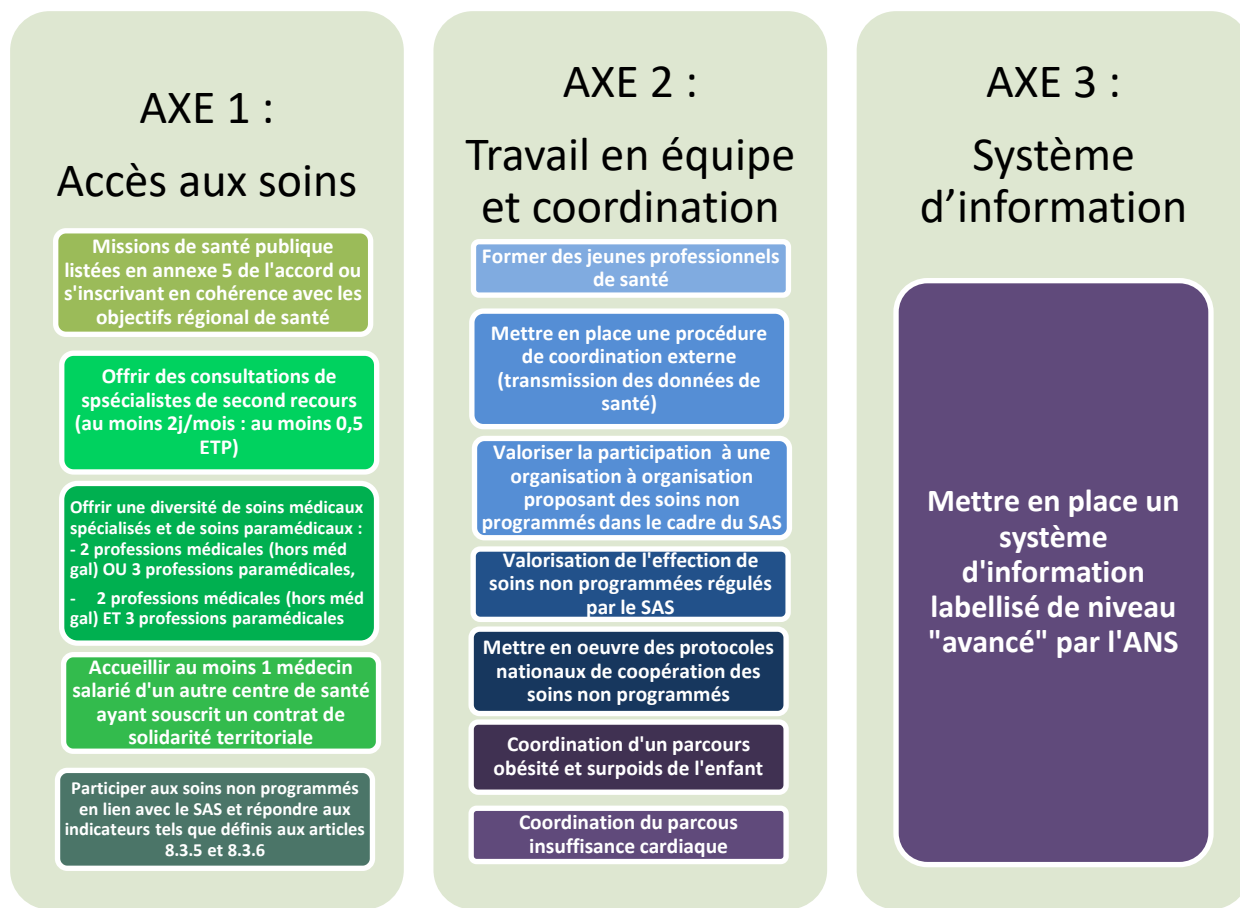 AXE 1 :
Accès aux soins
Missions de santé publique
listées en annexe 5 de l'accord ou
s'inscrivant en cohérence avec les
objectifs régional de santé
Offrir des consultations de
spsécialistes de second recours
(au moins 2j/mois : au moins 0,5
ETP)
Offrir une diversité de soins médicaux
spécialisés et de soins paramédicaux :
- 2 professions médicales (hors méd
gal) OU 3 professions paramédicales,
- 2 professions médicales (hors méd
gal) ET 3 professions paramédicales
Accueillir au moins 1 médecin
salarié d'un autre centre de santé
ayant souscrit un contrat de
solidarité territoriale
Participer aux soins non programmés
en lien avec le SAS et répondre aux
indicateurs tels que définis aux articles
8.3.5 et 8.3.6
AXE 2 :
Travail en équipe
et coordination
Former des jeunes professionnels
de santé
Mettre en place une procédure
de coordination externe
(transmission des données de
santé)
Valoriser la participation à une
organisation à organisation
proposant des soins non
programmés dans le cadre du SAS
Valorisation de l'effection de
soins non programmées régulés
par le SAS
Mettre en oeuvre des protocoles
nationaux de coopération des
soins non programmés
Coordination d'un parcours
obésité et surpoids de l'enfant
Coordination du parcous
insuffisance cardiaque
AXE 3 :
Système
d'information
Mettre en place un
système
d'information
labellisé de niveau
"avancé" par l'ANS